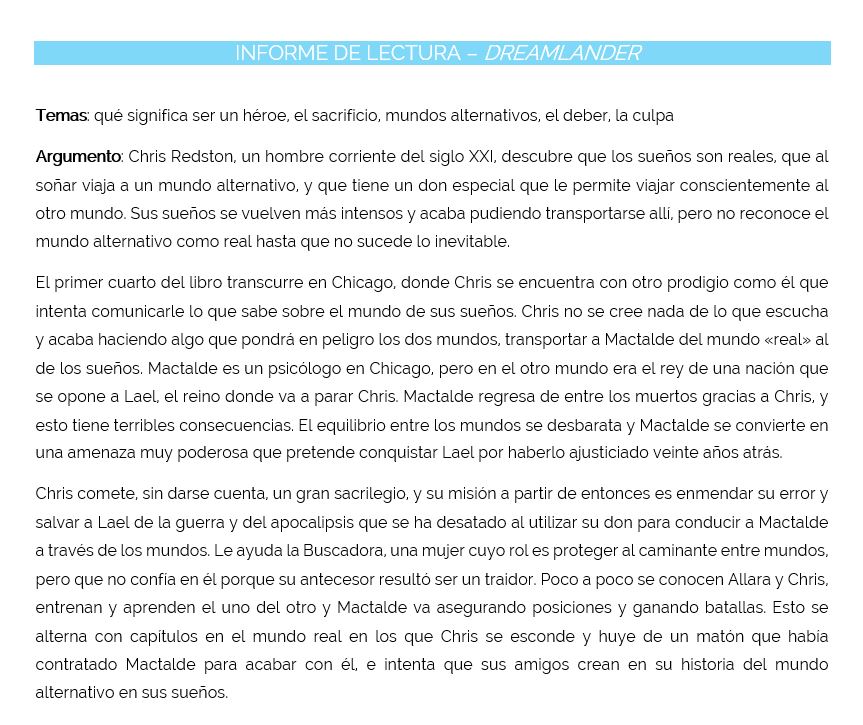 INFORME DE LECTURA – DREAMLANDER
Temas: qué significa ser un héroe, el sacrificio, mundos alternativos, el deber, la culpa
Argumento: Chris Redston, un hombre corriente del siglo XXI, descubre que los sueños son reales, que al
soñar viaja a un mundo alternativo, y que tiene un don especial que le permite viajar conscientemente al
otro mundo. Sus sueños se vuelven más intensos y acaba pudiendo transportarse allí, pero no reconoce el
mundo alternativo como real hasta que no sucede lo inevitable.
El primer cuarto del libro transcurre en Chicago, donde Chris se encuentra con otro prodigio como él que
intenta comunicarle lo que sabe sobre el mundo de sus sueños. Chris no se cree nada de lo que escucha
y acaba haciendo algo que pondrá en peligro los dos mundos, transportar a Mactalde del mundo «real» al
de los sueños. Mactalde es un psicólogo en Chicago, pero en el otro mundo era el rey de una nación que
se opone a Lael, el reino donde va a parar Chris. Mactalde regresa de entre los muertos gracias a Chris, y
esto tiene terribles consecuencias. El equilibrio entre los mundos se desbarata y Mactalde se convierte en
una amenaza muy poderosa que pretende conquistar Lael por haberlo ajusticiado veinte años atrás.
Chris comete, sin darse cuenta, un gran sacrilegio, y su misión a partir de entonces es enmendar su error y
salvar a Lael de la guerra y del apocalipsis que se ha desatado al utilizar su don para conducir a Mactalde
a través de los mundos. Le ayuda la Buscadora, una mujer cuyo rol es proteger al caminante entre mundos,
pero que no confía en él porque su antecesor resultó ser un traidor. Poco a poco se conocen Allara y Chris,
entrenan y aprenden el uno del otro y Mactalde va asegurando posiciones y ganando batallas. Esto se
alterna con capítulos en el mundo real en los que Chris se esconde y huye de un matón que había
contratado Mactalde para acabar con él, e intenta que sus amigos crean en su historia del mundo
alternativo en sus sueños.